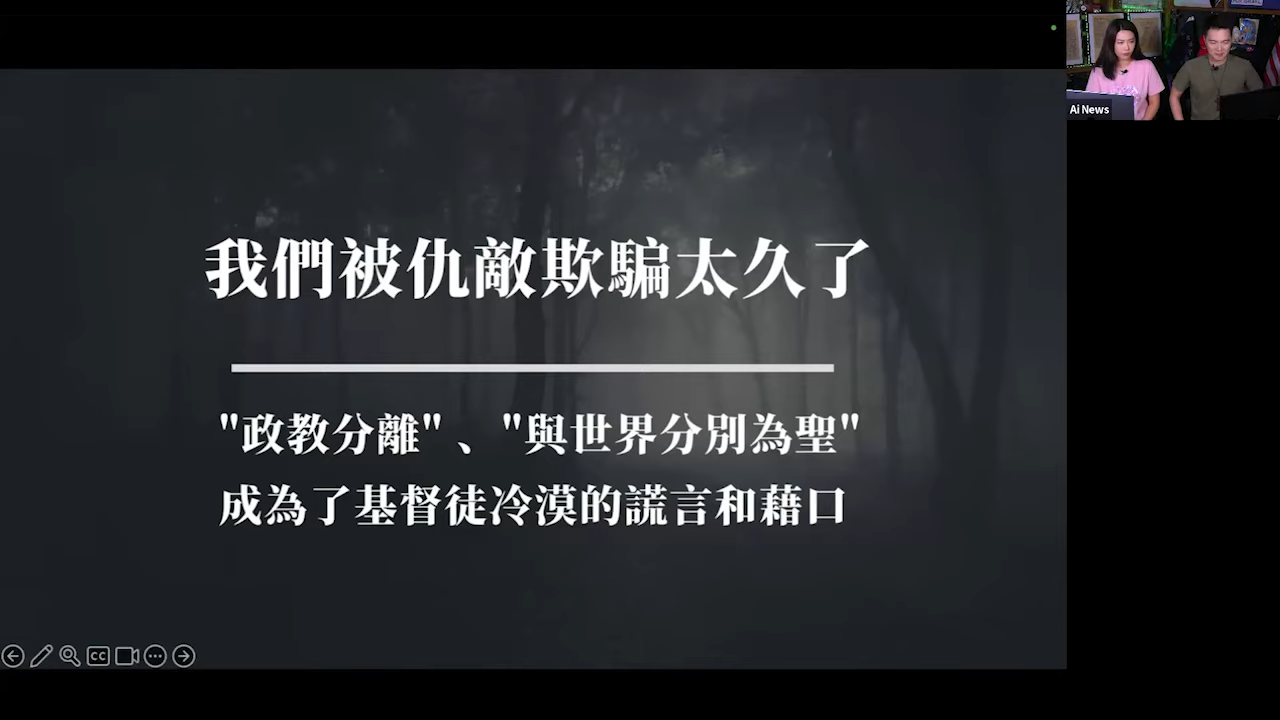 我們被仇敵欺騙太久了
"政教分離"、"與世界分別為聖"
成為了基督徒冷漠的謊言和藉口
Ai News
CC